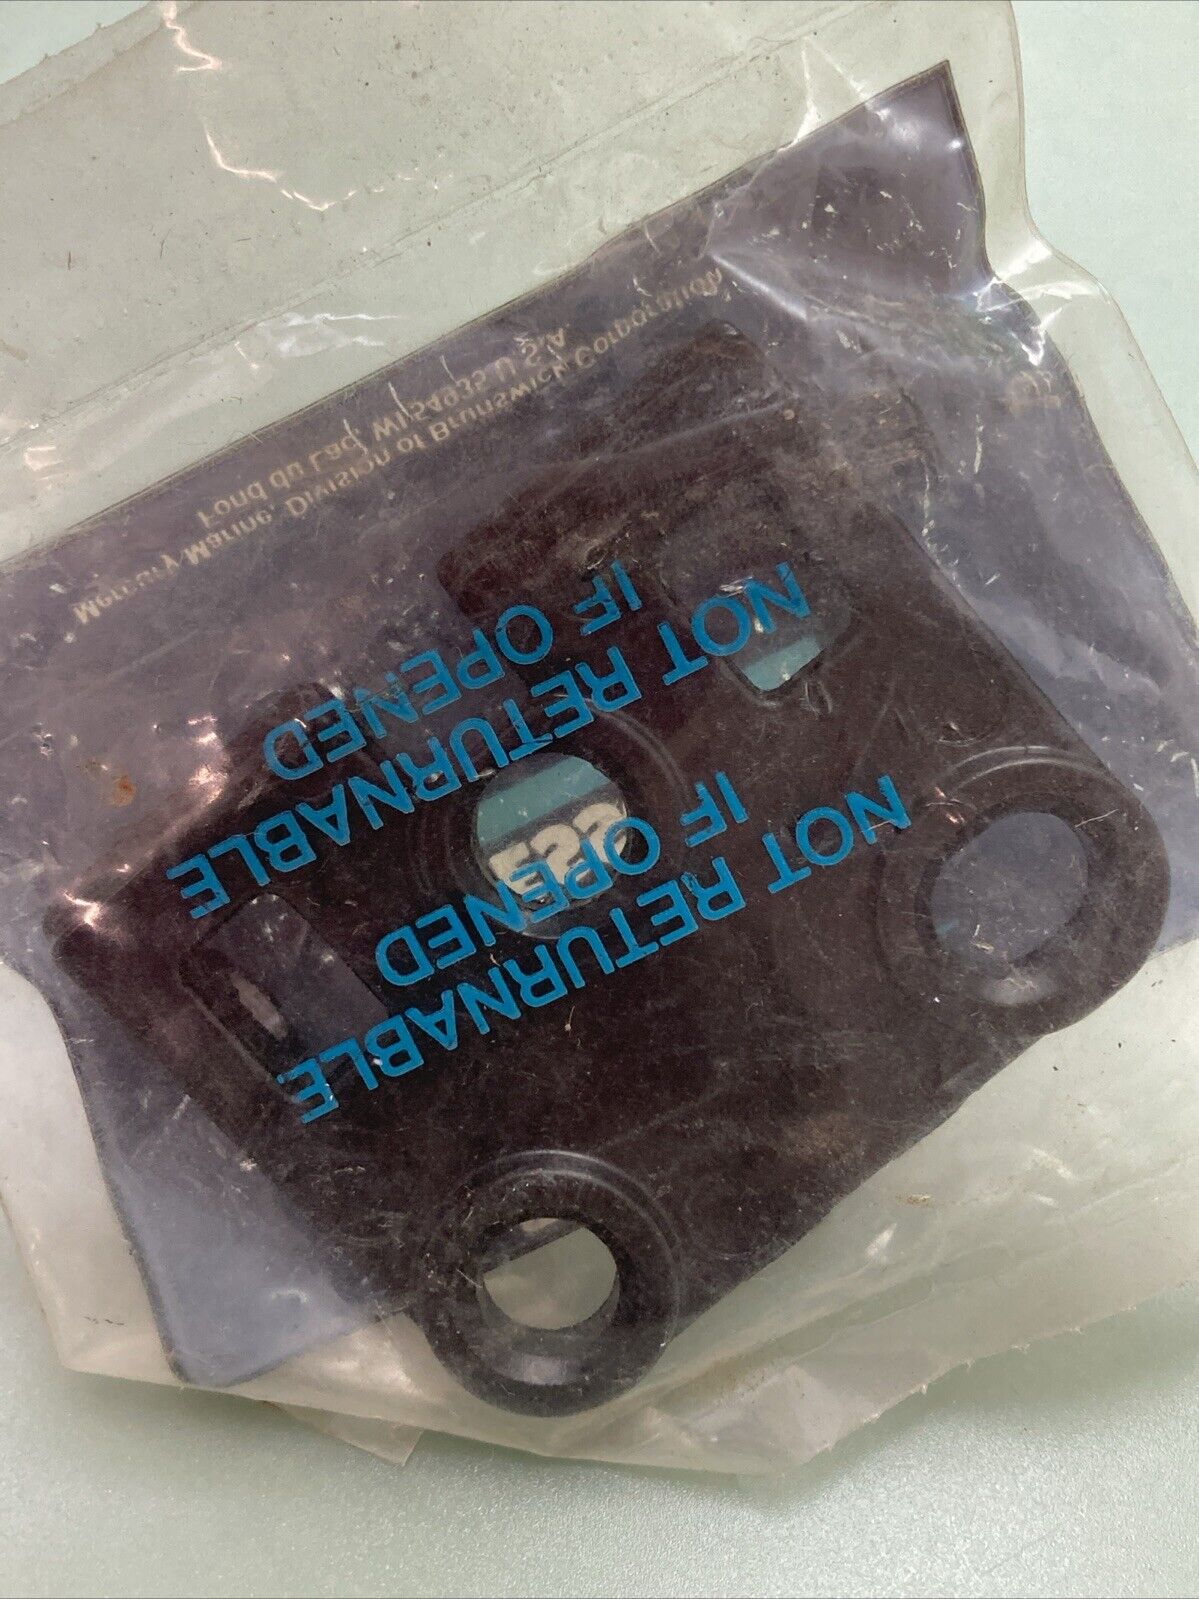 Mercury Marine, Division of Brunswick Corporation
Fond du Lac, WI 54935 U.S.A.
NOT RETURNABLE
IF OPENED
NOT RETURNABLE
IF OPENED